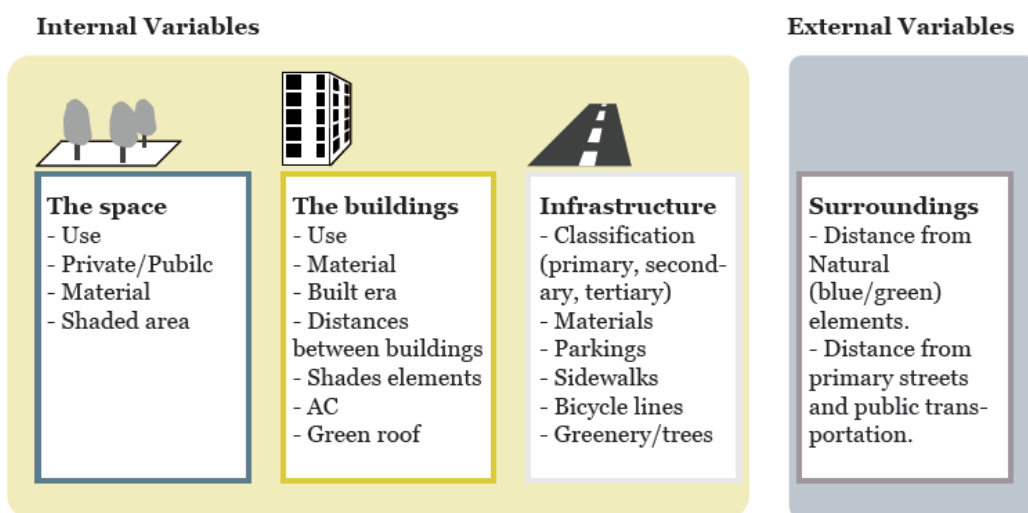 Internal Variables
External Variables
The space
- Use
- Private/Pubilc
- Material
- Shaded area
The buildings
- Use
- Material
- Built era
- Distances
between buildings
- Shades elements
- AC
- Green roof
Infrastructure
- Classification
(primary, second-
ary, tertiary)
- Materials
- Parkings
- Sidewalks
- Bicycle lines
- Greenery/trees
Surroundings
- Distance from
Natural
(blue/green)
elements.
- Distance from
primary streets
and public trans-
portation.